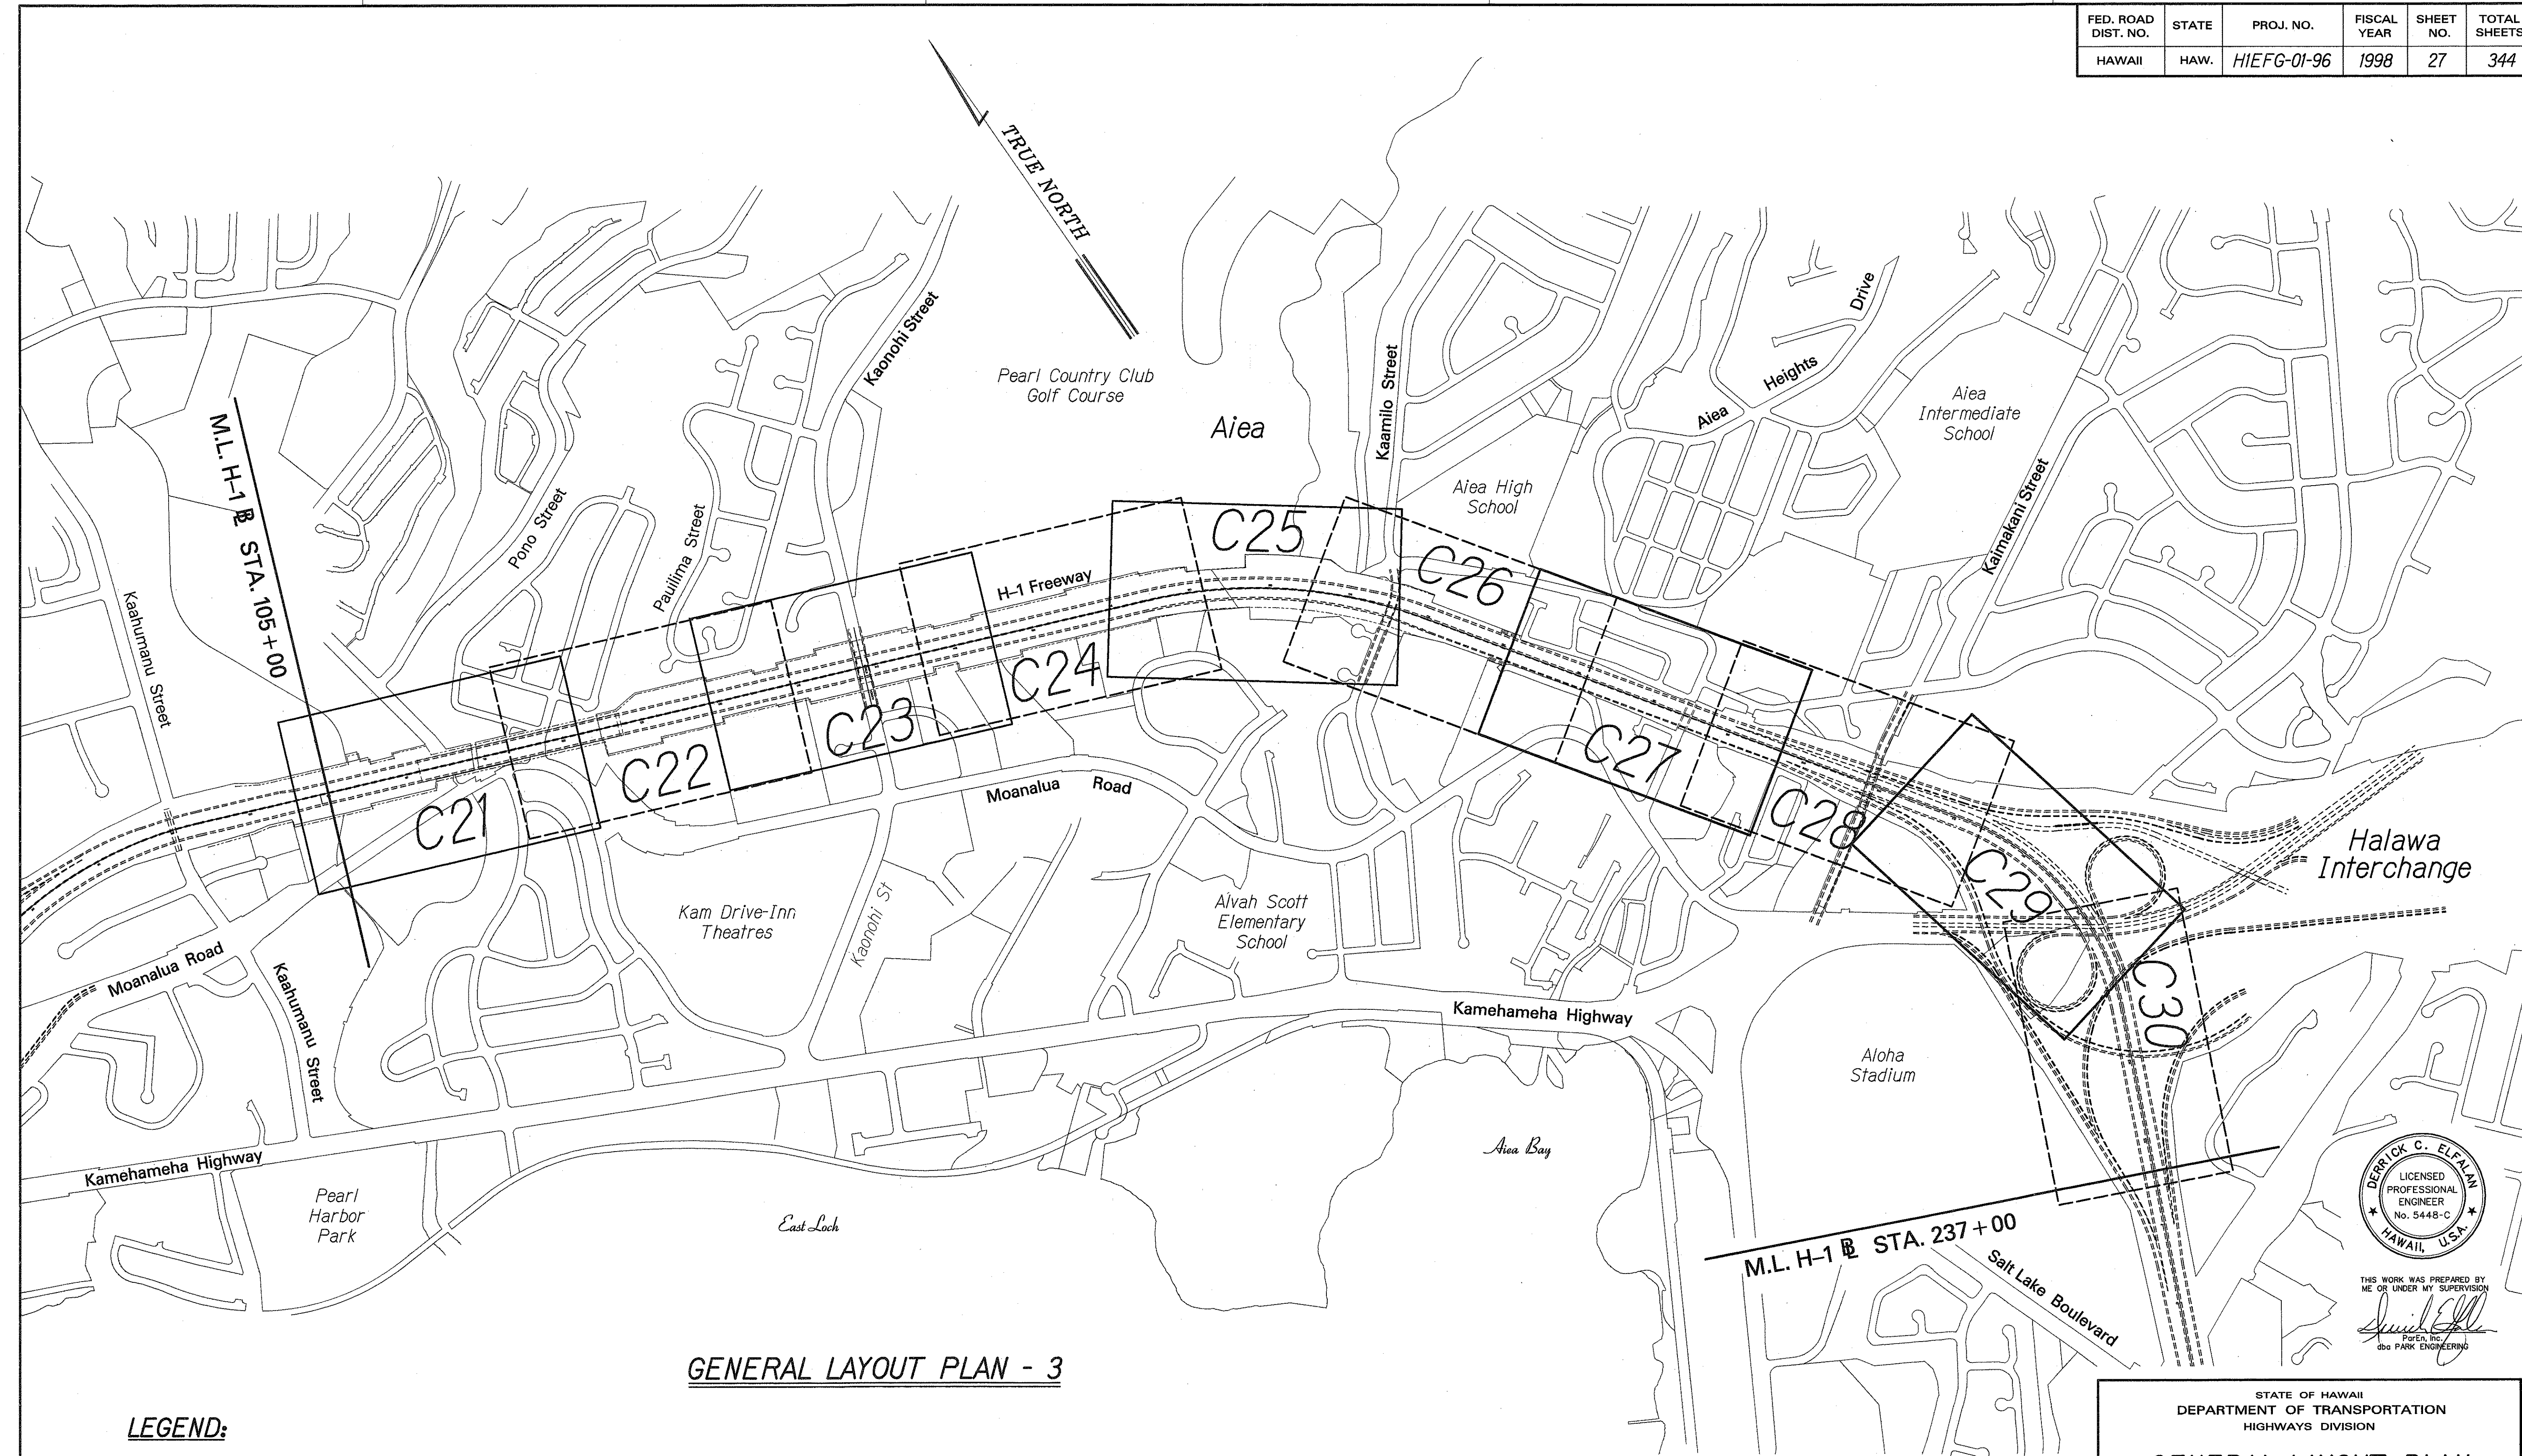 FED. ROAD DIST. NO. STATE PROJ. NO. FISCAL YEAR SHEET NO. TOTAL SHEETS
HAWAII HAW. H1EFG-01-96 1998 27 344
TRUE NORTH
Kaonohi Street
Pearl Country Club
Golf Course
Aiea
Kaamilo Street
Aiea High
School
Aiea Heights Drive
Aiea
Intermediate
School
Kaimakani Street
M.L. H-1 BL STA. 105+00
Pono Street
Pauilima Street
Kaahumanu Street
H-1 Freeway
C21
C22
C23
C24
C25
C26
C27
C28
C29
C30
Moanalua Road
Halawa
Interchange
Kam Drive-Inn
Theatres
Kaonohi St
Alvah Scott
Elementary
School
Moanalua Road
Kaahumanu Street
Kamehameha Highway
Aloha
Stadium
Kamehameha Highway
Pearl
Harbor
Park
East Loch
Aiea Bay
M.L. H-1 BL STA. 237+00
Salt Lake Boulevard
DERRICK C. ELFALAN
LICENSED
PROFESSIONAL
ENGINEER
No. 5448-C
HAWAII, U.S.A.
THIS WORK WAS PREPARED BY
ME OR UNDER MY SUPERVISION
ParEn, Inc.
dba PARK ENGINEERING
GENERAL LAYOUT PLAN - 3
LEGEND:
STATE OF HAWAII
DEPARTMENT OF TRANSPORTATION
HIGHWAYS DIVISION
GENERAL LAYOUT PLAN